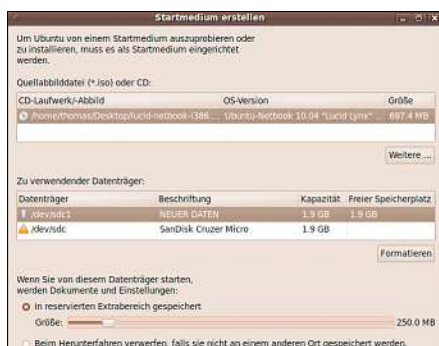 Startmedium erstellen
Um Ubuntu von einem Startmedium auszuprobieren oder
zu installieren, muss es als Startmedium eingerichtet
werden.
Quellabbilddatei (*.iso) oder CD:
CD-Laufwerk/-Abbild OS-Version Größe
/home/thomas/Desktop/lucid-netbook-i386... Ubuntu-Netbook 10.04 "Lucid Lynx" ... 697.4 MB
Weitere ...
Zu verwendender Datenträger:
Datenträger Beschriftung Kapazität Freier Speicherplatz
/dev/sdc1 NEUER DATEN 1.9 GB 1.9 GB
/dev/sdc SanDisk Cruzer Micro 1.9 GB
Formatieren
Wenn Sie von diesem Datenträger starten,
werden Dokumente und Einstellungen:
In reservierten Extrabereich gespeichert
Größe: 250.0 MB
Beim Herunterfahren verwerfen, falls sie nicht an einem anderen Ort gespeichert werden.